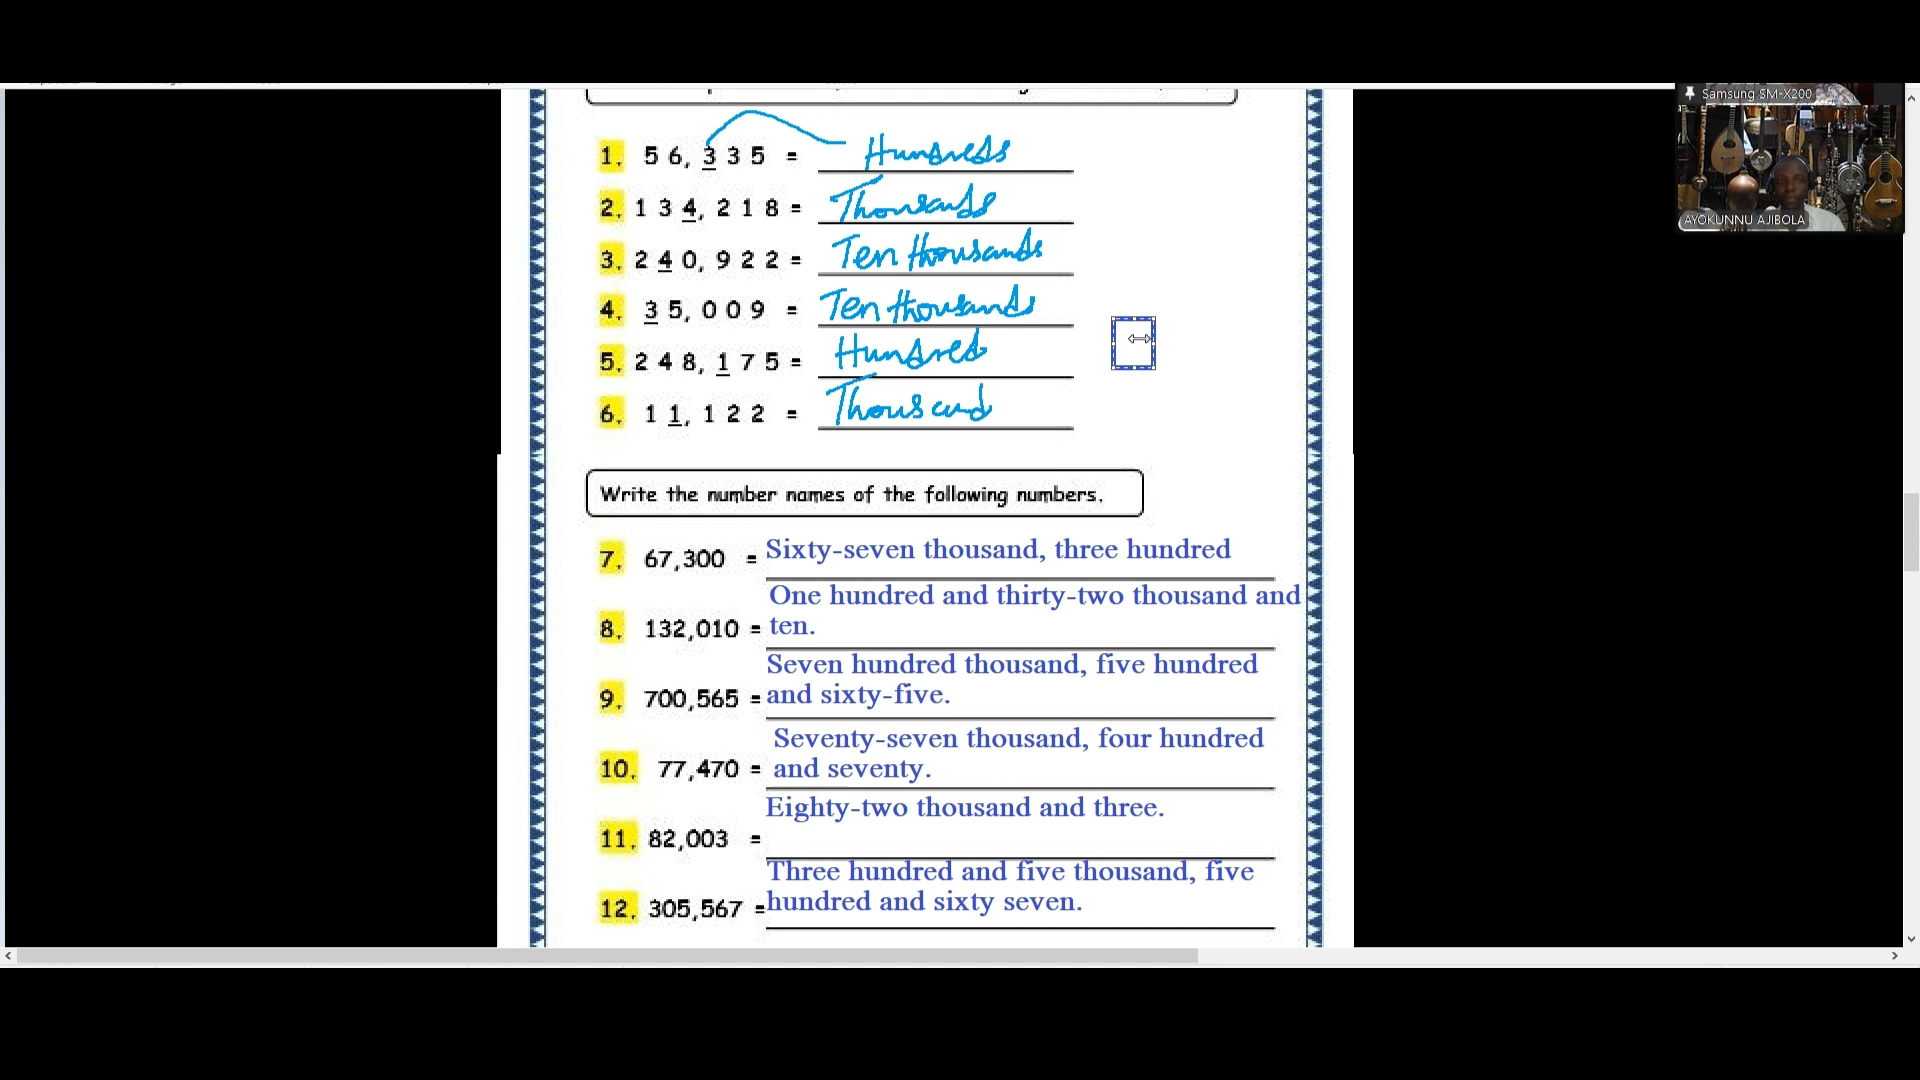 Samsung SM-X200
AYOKUNNU AJIBOLA
1. 56,335 = Hundreds
2. 134,218 = Thousands
3. 240,922 = Ten thousands
4. 35,009 = Ten thousands
5. 248,175 = Hundred
6. 11,122 = Thousand
Write the number names of the following numbers.
7. 67,300 = Sixty-seven thousand, three hundred
One hundred and thirty-two thousand and
8. 132,010 = ten.
Seven hundred thousand, five hundred
9. 700,565 = and sixty-five.
Seventy-seven thousand, four hundred
10. 77,470 = and seventy.
Eighty-two thousand and three.
11. 82,003 =
Three hundred and five thousand, five
12. 305,567 = hundred and sixty seven.